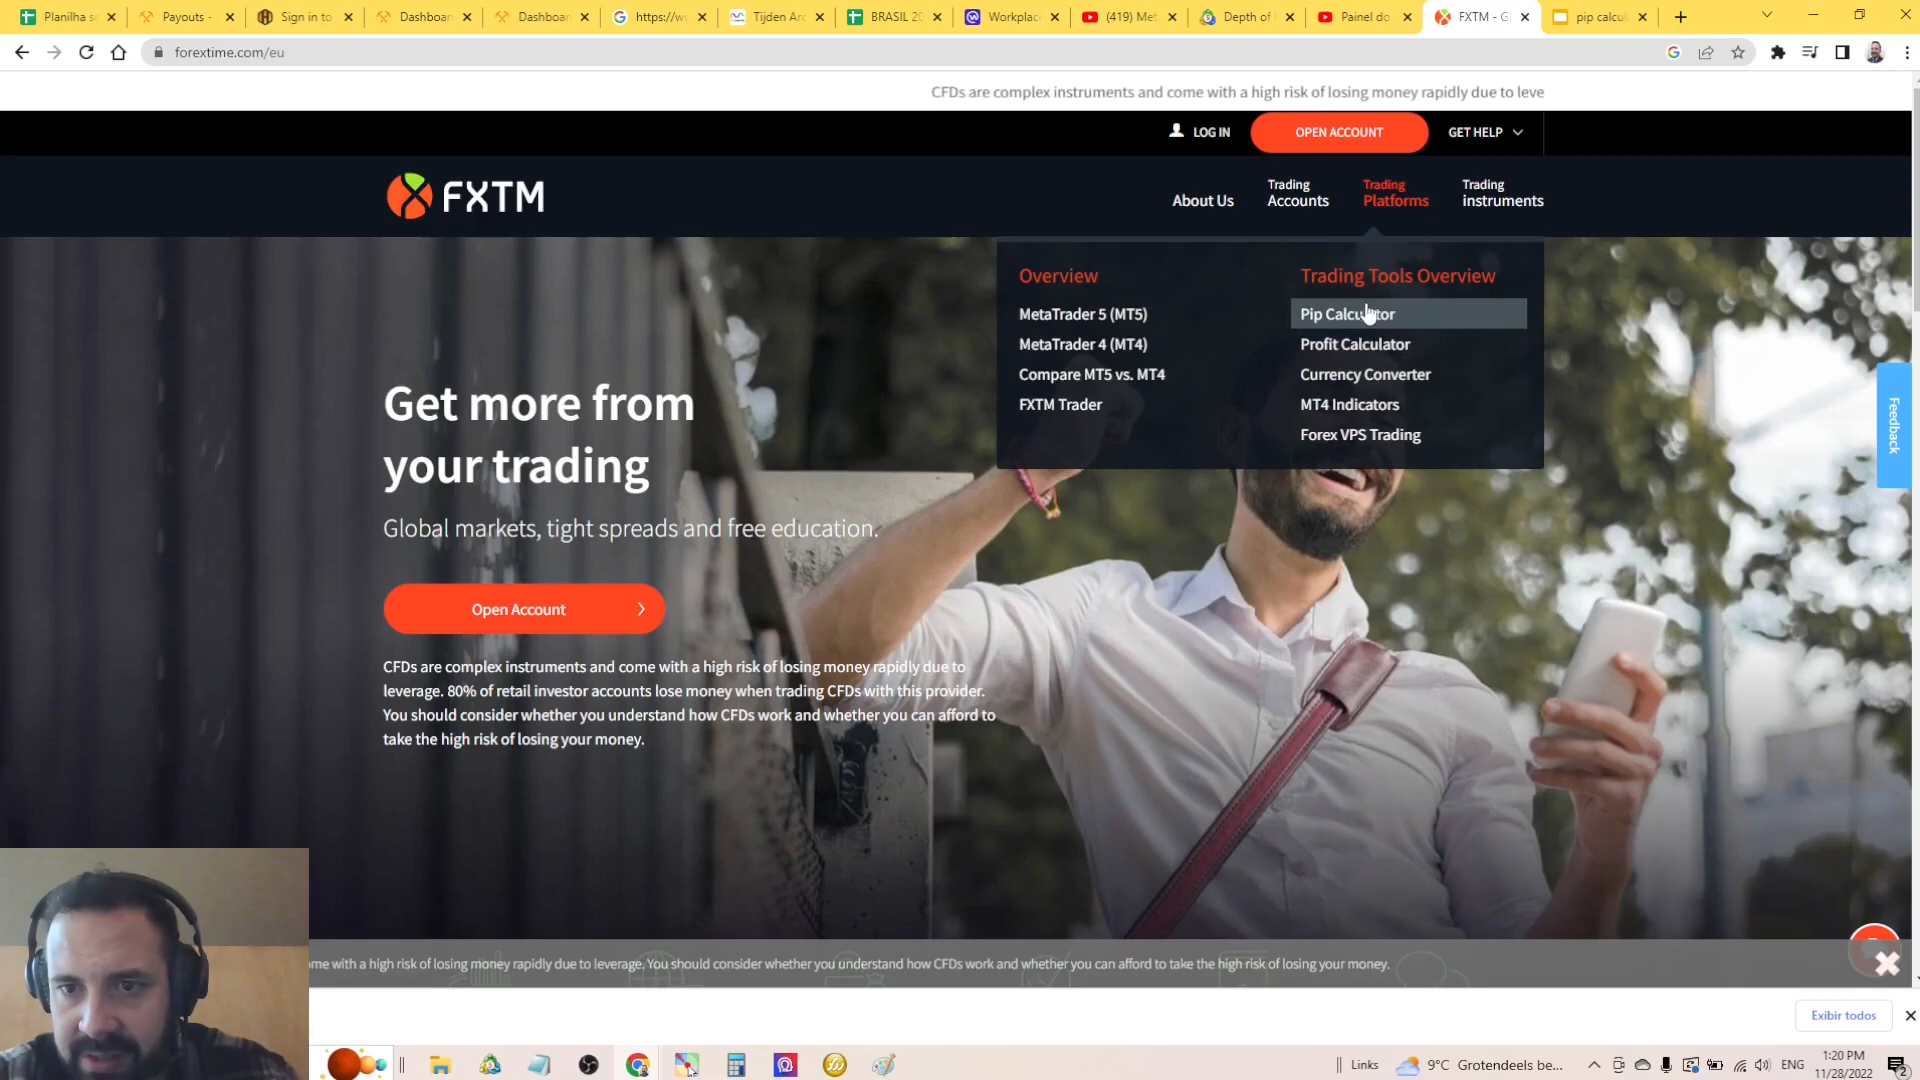 Planilha se
Payouts -
Sign in to
Dashboar
Dashboar
https://wv
Tijden Arc
BRASIL 20
Workplac
(419) Met
Depth of
Painel do
FXTM - G
pip calcul
forextime.com/eu
CFDs are complex instruments and come with a high risk of losing money rapidly due to leve
LOG IN
OPEN ACCOUNT
GET HELP
FXTM
About Us
Trading Accounts
Trading Platforms
Trading instruments
Overview
MetaTrader 5 (MT5)
MetaTrader 4 (MT4)
Compare MT5 vs. MT4
FXTM Trader
Trading Tools Overview
Pip Calculator
Profit Calculator
Currency Converter
MT4 Indicators
Forex VPS Trading
Feedback
Get more from
your trading
Global markets, tight spreads and free education.
Open Account
CFDs are complex instruments and come with a high risk of losing money rapidly due to
leverage. 80% of retail investor accounts lose money when trading CFDs with this provider.
You should consider whether you understand how CFDs work and whether you can afford to
take the high risk of losing your money.
me with a high risk of losing money rapidly due to leverage. You should consider whether you understand how CFDs work and whether you can afford to take the high risk of losing your money.
Exibir todos
Links
9°C Grotendeels be...
ENG
1:20 PM
11/28/2022
2